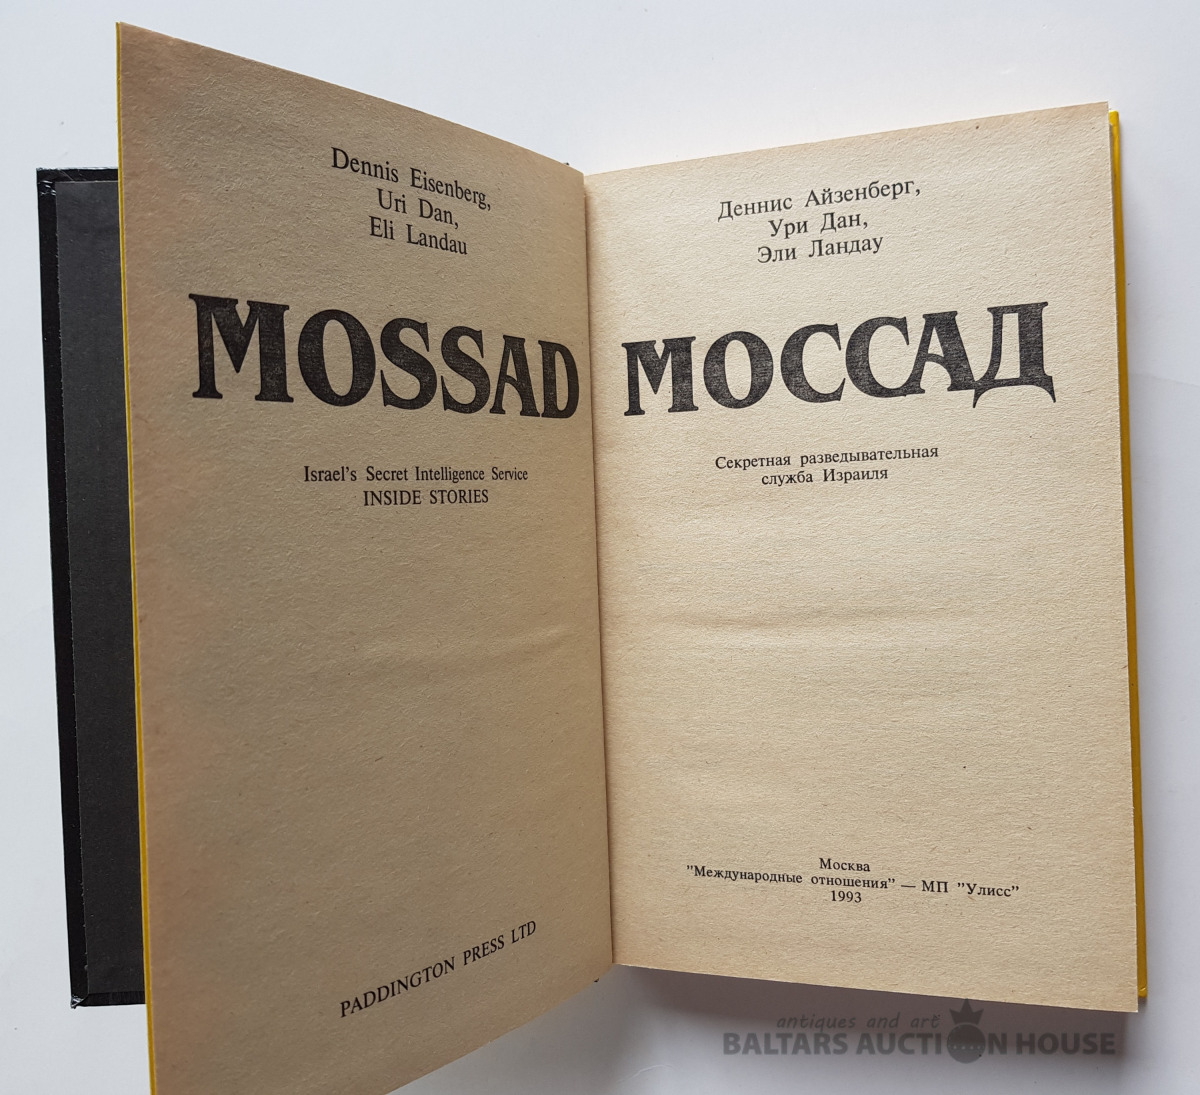 Dennis Eisenberg,
Uri Dan,
Eli Landau
MOSSAD
Israel's Secret Intelligence Service
INSIDE STORIES
PADDINGTON PRESS LTD
Деннис Айзенберг,
Ури Дан,
Эли Ландау
МОССАД
Секретная разведывательная
служба Израиля
Москва
"Международные отношения" — МП "Улисс"
1993
antiques and art
BALTARS AUCTION HOUSE